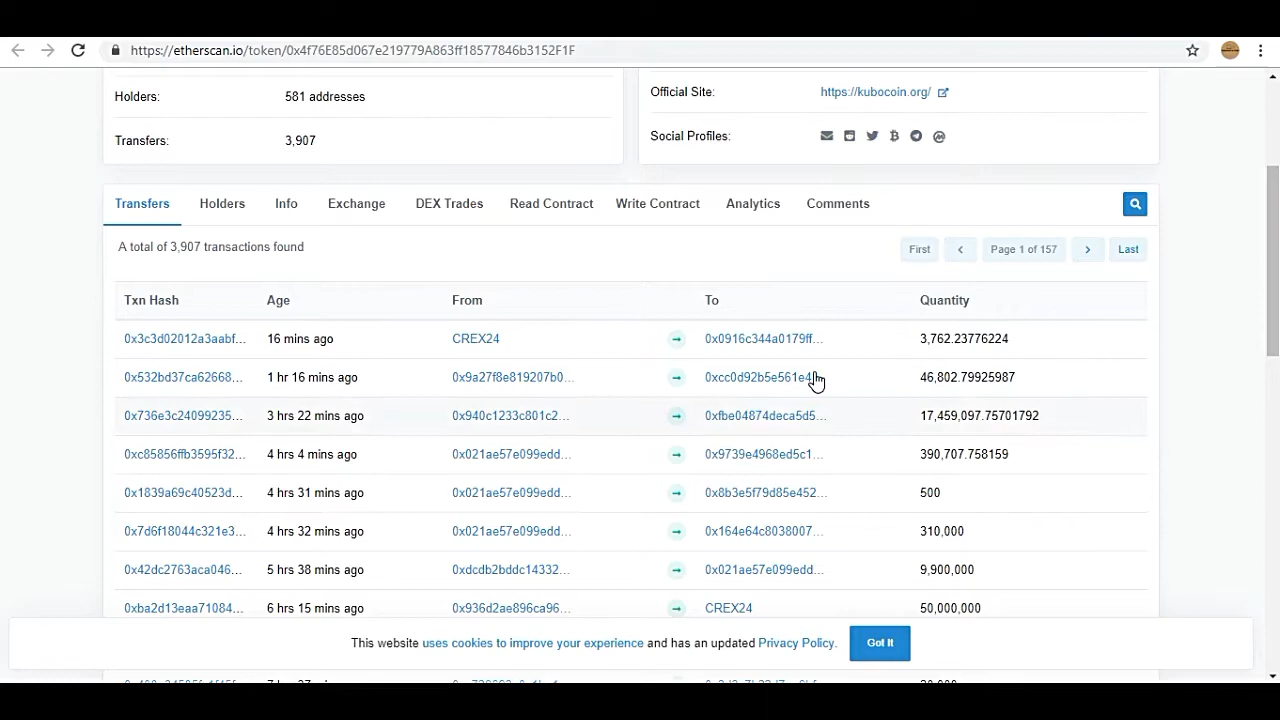 https://etherscan.io/token/0x4f76E85d067e219779A863ff18577846b3152F1F
Holders: 581 addresses
Official Site: https://kubocoin.org/
Transfers: 3,907
Social Profiles:
Transfers Holders Info Exchange DEX Trades Read Contract Write Contract Analytics Comments
A total of 3,907 transactions found
First Page 1 of 157 Last
Txn Hash Age From To Quantity
0x3c3d02012a3aabf... 16 mins ago CREX24 0x0916c344a0179ff... 3,762.23776224
0x532bd37ca62668... 1 hr 16 mins ago 0x9a27f8e819207b0... 46,802.79925987
0x736e3c24099235... 3 hrs 22 mins ago 0x940c1233c801c2... 0xfbe04874deca5d5... 17,459,097.75701792
0xc85856ffb3595f32... 4 hrs 4 mins ago 0x021ae57e099edd... 0x9739e4968ed5c1... 390,707.758159
0x1839a69c40523d... 4 hrs 31 mins ago 0x021ae57e099edd... 0x8b3e5f79d85e452... 500
0x7d6f18044c321e3... 4 hrs 32 mins ago 0x021ae57e099edd... 0x164e64c8038007... 310,000
0x42dc2763aca046... 5 hrs 38 mins ago 0xdcdb2bddc14332... 0x021ae57e099edd... 9,900,000
0xba2d13eaa71084... 6 hrs 15 mins ago 0x936d2ae896ca96... CREX24 50,000,000
This website uses cookies to improve your experience and has an updated Privacy Policy. Got It